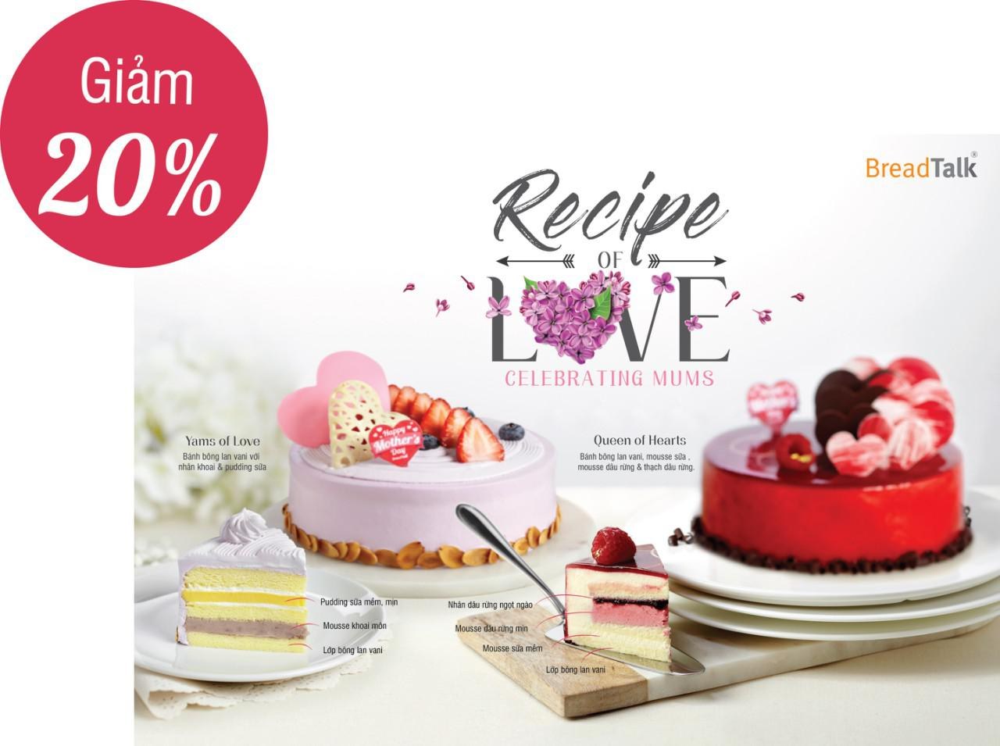 Giảm
20%
BreadTalk®
Recipe
OF
LOVE
CELEBRATING MUMS
Yams of Love
Bánh bông lan vani với
nhân khoai & pudding sữa
Happy
Mother's
Day
Queen of Hearts
Bánh bông lan vani, mousse sữa ,
mousse dâu rừng & thạch dâu rừng.
Pudding sữa mềm, mịn
Mousse khoai môn
Lớp bông lan vani
Nhân dâu rừng ngọt ngào
Mousse dâu rừng mịn
Mousse sữa mềm
Lớp bông lan vani